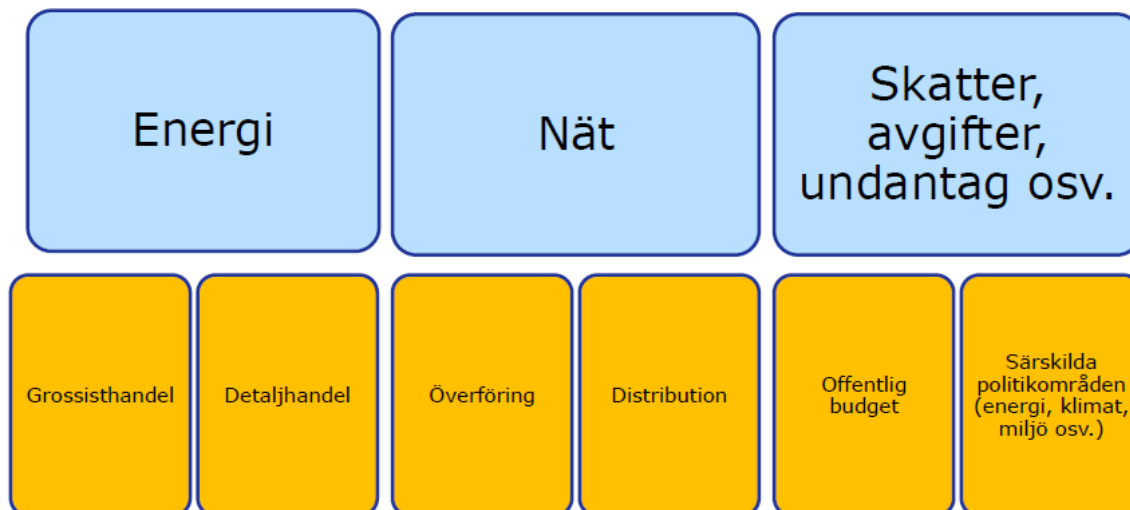 Energi
Nät
Skatter,
avgifter,
undantag osv.
Grossisthandel
Detaljhandel
Överföring
Distribution
Offentlig
budget
Särskilda
politikområden
(energi, klimat,
miljö osv.)